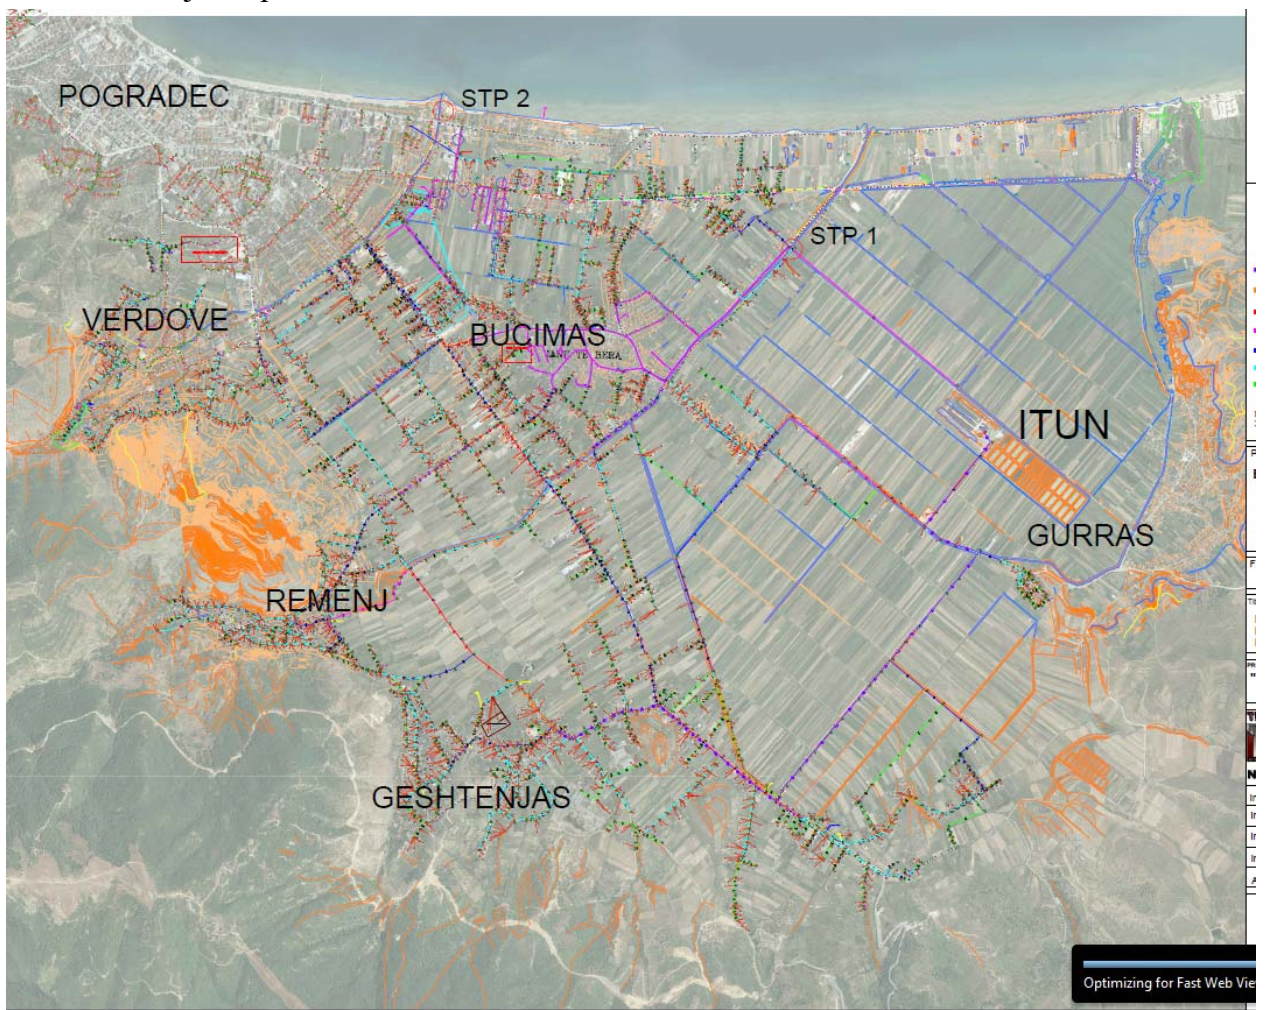 POGRADEC
STP 2
STP 1
VERDOVE
BUCIMAS
ITUN
GURRAS
REMENJ
GESHTENJAS
Optimizing for Fast Web Vie